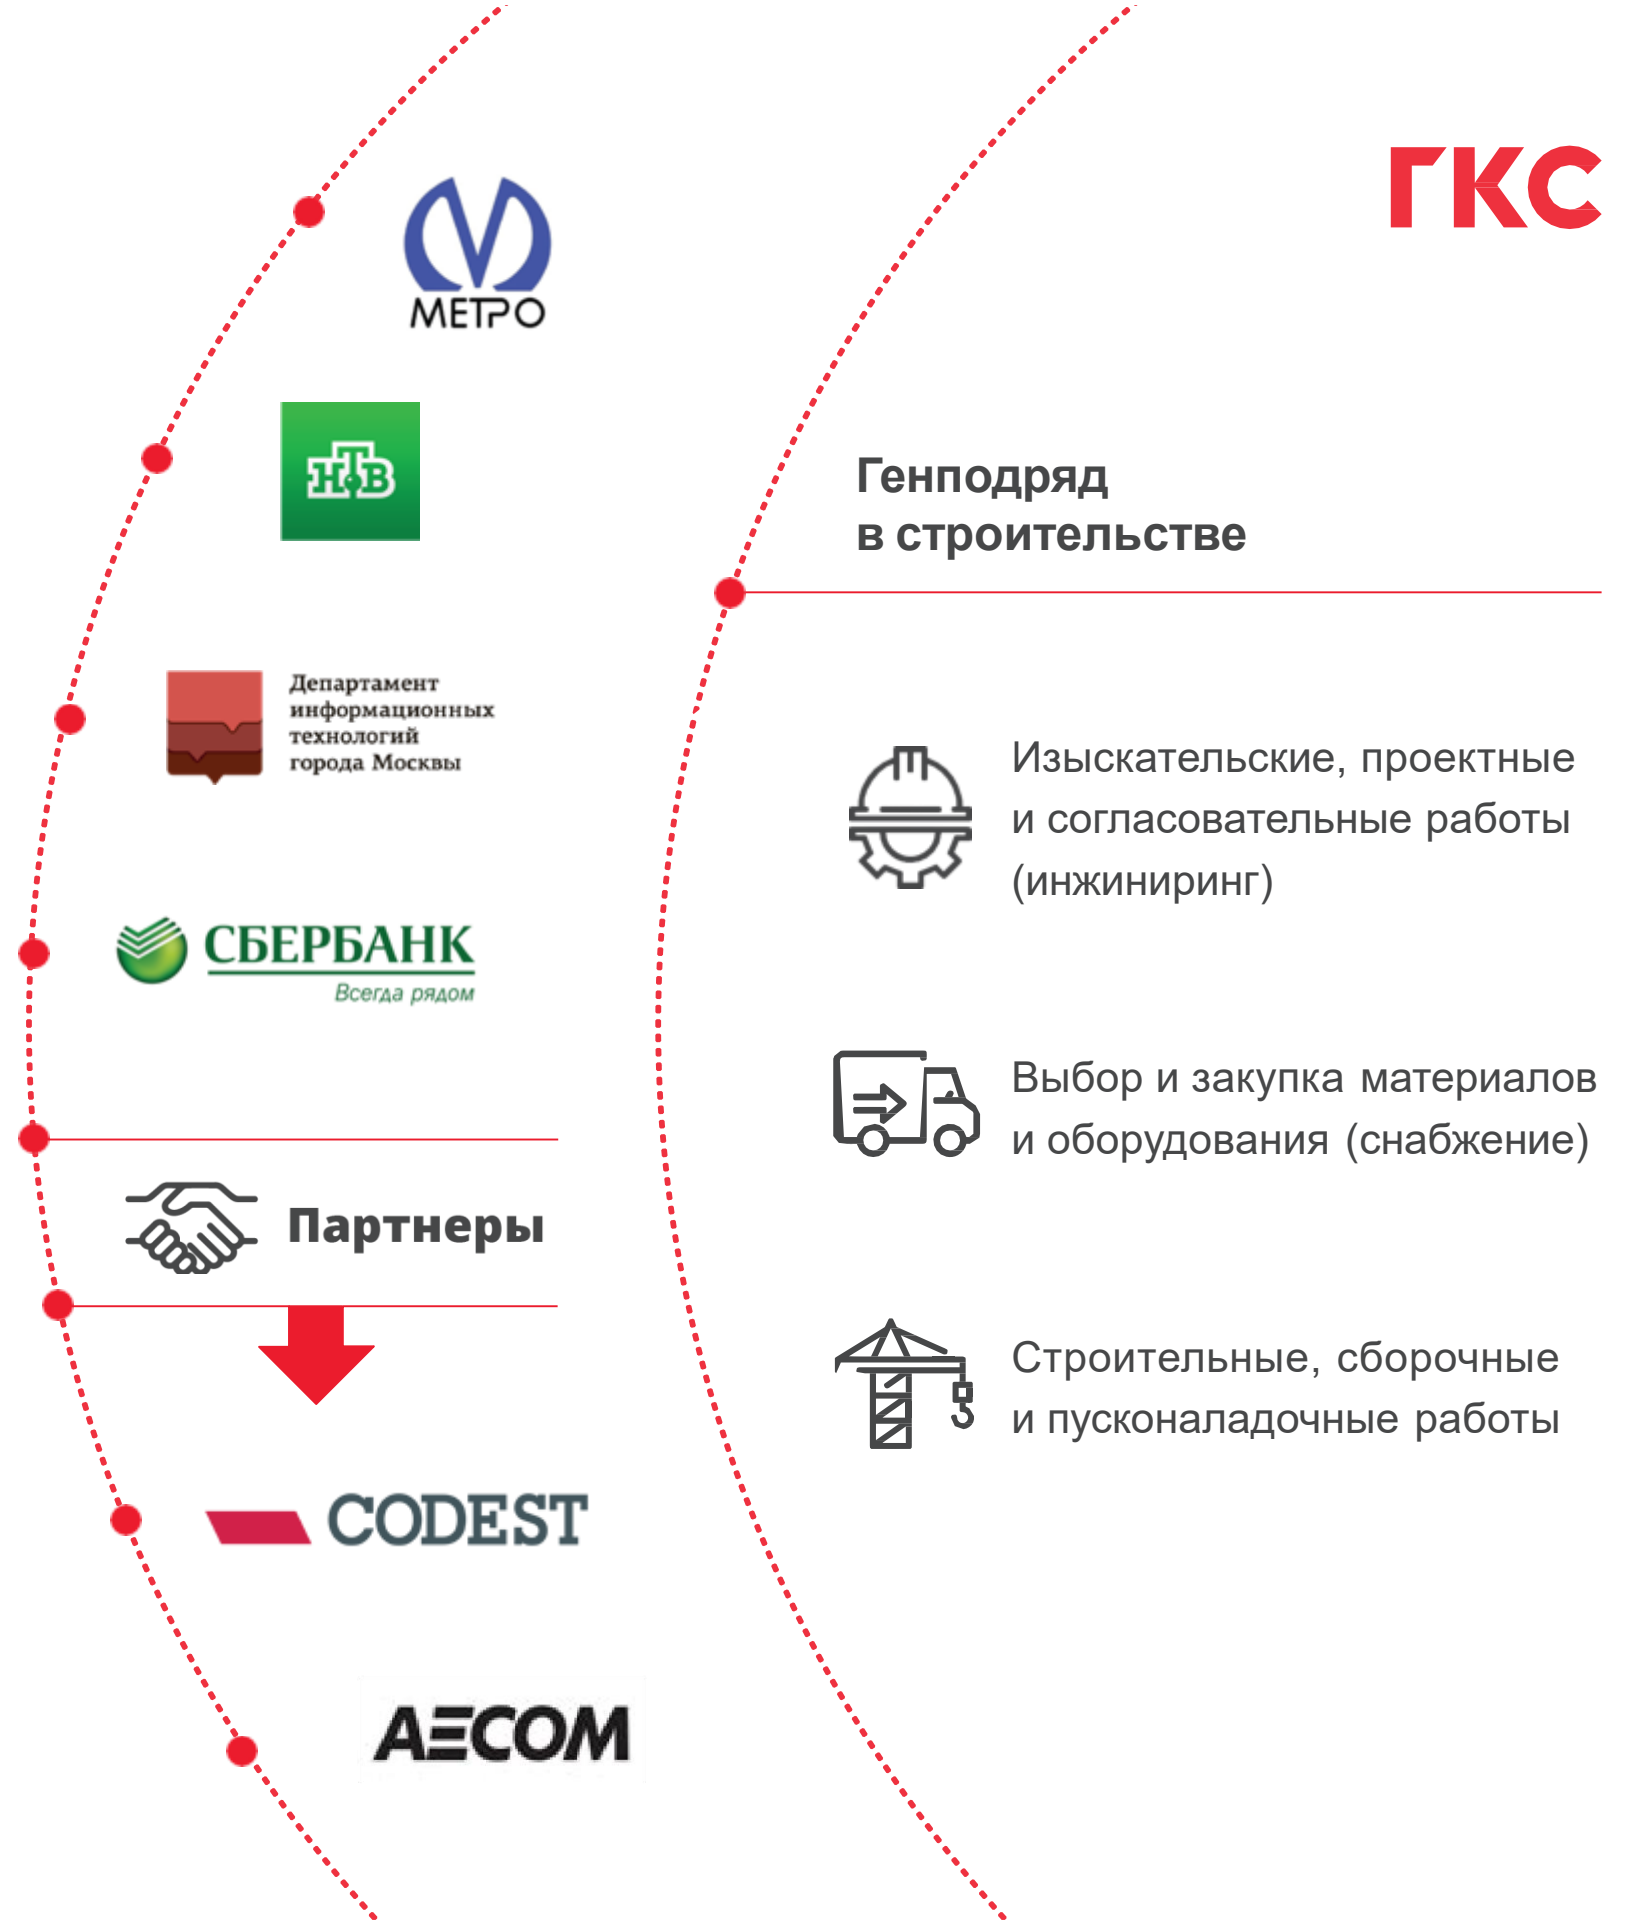 МЕТРО
НТВ
Департамент
информационных
технологий
города Москвы
СБЕРБАНК
Всегда рядом
Партнеры
CODEST
AECOM
ГКС
Генподряд
в строительстве
Изыскательские, проектные
и согласовательные работы
(инжиниринг)
Выбор и закупка материалов
и оборудования (снабжение)
Строительные, сборочные
и пусконаладочные работы